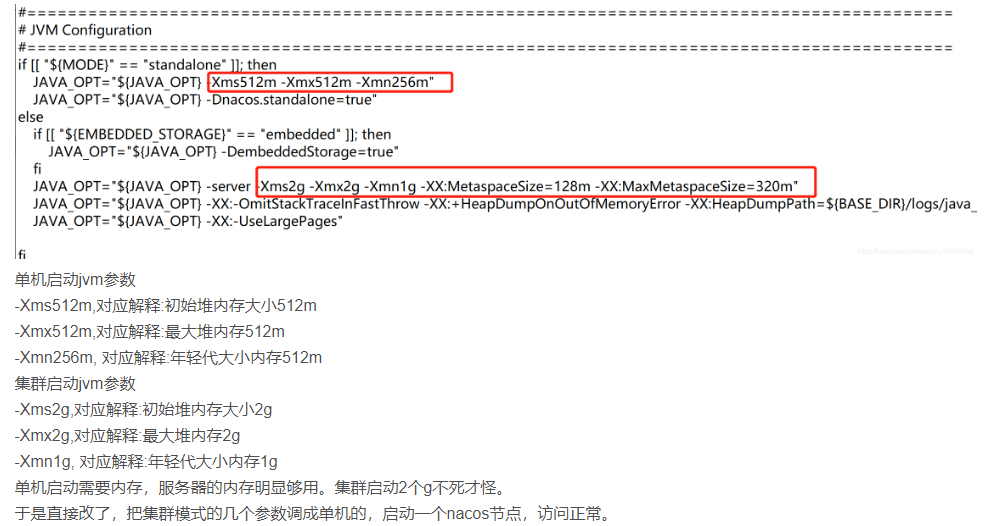 #===========================================================================================
# JVM Configuration
#===========================================================================================
if [[ "${MODE}" == "standalone" ]]; then
JAVA_OPT="${JAVA_OPT} -Xms512m -Xmx512m -Xmn256m"
JAVA_OPT="${JAVA_OPT} -Dnacos.standalone=true"
else
if [[ "${EMBEDDED_STORAGE}" == "embedded" ]]; then
JAVA_OPT="${JAVA_OPT} -DembeddedStorage=true"
fi
JAVA_OPT="${JAVA_OPT} -server -Xms2g -Xmx2g -Xmn1g -XX:MetaspaceSize=128m -XX:MaxMetaspaceSize=320m"
JAVA_OPT="${JAVA_OPT} -XX:-OmitStackTraceInFastThrow -XX:+HeapDumpOnOutOfMemoryError -XX:HeapDumpPath=${BASE_DIR}/logs/java_
JAVA_OPT="${JAVA_OPT} -XX:-UseLargePages"
fi
单机启动jvm参数
-Xms512m,对应解释:初始堆内存大小512m
-Xmx512m,对应解释:最大堆内存512m
-Xmn256m, 对应解释:年轻代大小内存512m
集群启动jvm参数
-Xms2g,对应解释:初始堆内存大小2g
-Xmx2g,对应解释:最大堆内存2g
-Xmn1g, 对应解释:年轻代大小内存1g
单机启动需要内存，服务器的内存明显够用。集群启动2个g不死才怪。
于是直接改了，把集群模式的几个参数调成单机的，启动一个nacos节点，访问正常。